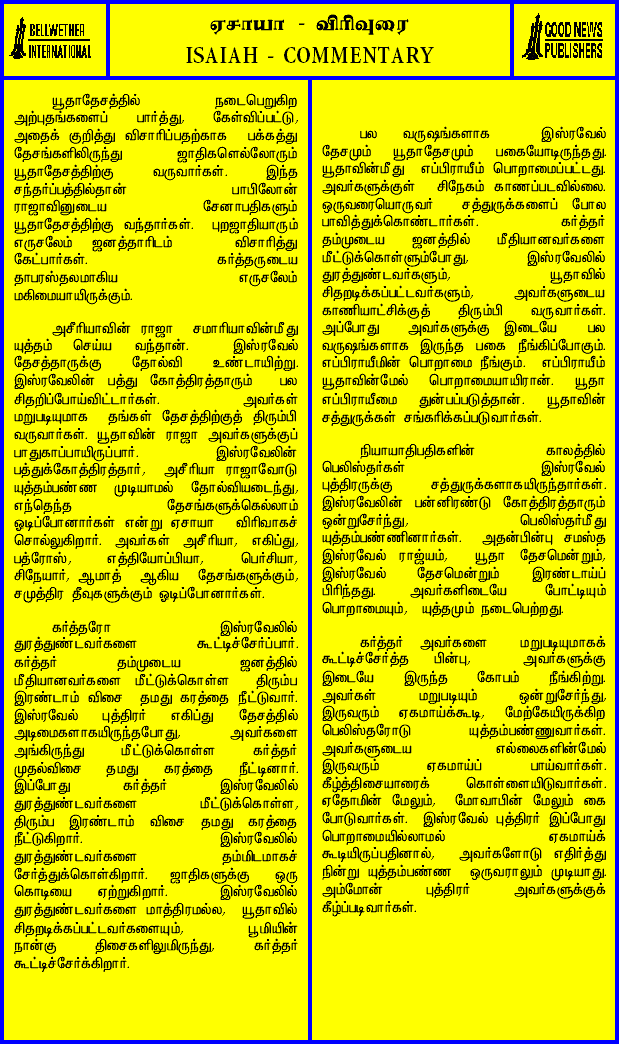 BELLWETHER
INTERNATIONAL
ஏசாயா - விரிவுரை
ISAIAH - COMMENTARY
GOOD NEWS
PUBLISHERS
யூதாதேசத்தில் நடைபெறுகிற
அற்புதங்களைப் பார்த்து, கேள்விப்பட்டு,
அதைக் குறித்து விசாரிப்பதற்காக பக்கத்து
தேசங்களிலிருந்து ஜாதிகளெல்லோரும்
யூதாதேசத்திற்கு வருவார்கள். இந்த
சந்தர்ப்பத்தில்தான் பாபிலோன்
ராஜாவினுடைய சேனாபதிகளும்
யூதாதேசத்திற்கு வந்தார்கள். புறஜாதியாரும்
எருசலேம் ஜனத்தாரிடம் விசாரித்து
கேட்பார்கள். கர்த்தருடைய
தாபரஸ்தலமாகிய எருசலேம்
மகிமையாயிருக்கும்.
அசீரியாவின் ராஜா சமாரியாவின்மீது
யுத்தம் செய்ய வந்தான். இஸ்ரவேல்
தேசத்தாருக்கு தோல்வி உண்டாயிற்று.
இஸ்ரவேலின் பத்து கோத்திரத்தாரும் பல
சிதறிப்போய்விட்டார்கள். அவர்கள்
மறுபடியுமாக தங்கள் தேசத்திற்குத் திரும்பி
வருவார்கள். யூதாவின் ராஜா அவர்களுக்குப்
பாதுகாப்பாயிருப்பார். இஸ்ரவேலின்
பத்துக்கோத்திரத்தார், அசீரியா ராஜாவோடு
யுத்தம்பண்ண முடியாமல் தோல்வியடைந்து,
எந்தெந்த தேசங்களுக்கெல்லாம்
ஓடிப்போனார்கள் என்று ஏசாயா விரிவாகச்
சொல்லுகிறார். அவர்கள் அசீரியா, எகிப்து,
பத்ரோஸ், எத்தியோப்பியா, பெர்சியா,
சிநேயார், ஆமாத் ஆகிய தேசங்களுக்கும்,
சமுத்திர தீவுகளுக்கும் ஓடிப்போனார்கள்.
கர்த்தரோ இஸ்ரவேலில்
துரத்துண்டவர்களை கூட்டிச்சேர்ப்பார்.
கர்த்தர் தம்முடைய ஜனத்தில்
மீதியானவர்களை மீட்டுக்கொள்ள திரும்ப
இரண்டாம் விசை தமது கரத்தை நீட்டுவார்.
இஸ்ரவேல் புத்திரர் எகிப்து தேசத்தில்
அடிமைகளாகயிருந்தபோது, அவர்களை
அங்கிருந்து மீட்டுக்கொள்ள கர்த்தர்
முதல்விசை தமது கரத்தை நீட்டினார்.
இப்போது கர்த்தர் இஸ்ரவேலில்
துரத்துண்டவர்களை மீட்டுக்கொள்ள,
திரும்ப இரண்டாம் விசை தமது கரத்தை
நீட்டுகிறார். இஸ்ரவேலில்
துரத்துண்டவர்களை தம்மிடமாகச்
சேர்த்துக்கொள்கிறார். ஜாதிகளுக்கு ஒரு
கொடியை ஏற்றுகிறார். இஸ்ரவேலில்
துரத்துண்டவர்களை மாத்திரமல்ல, யூதாவில்
சிதறடிக்கப்பட்டவர்களையும், பூமியின்
நான்கு திசைகளிலுமிருந்து, கர்த்தர்
கூட்டிச்சேர்க்கிறார்.
பல வருஷங்களாக இஸ்ரவேல்
தேசமும் யூதாதேசமும் பகையோடிருந்தது.
யூதாவின்மீது எப்பிராயீம் பொறாமைப்பட்டது.
அவர்களுக்குள் சிநேகம் காணப்படவில்லை.
ஒருவரையொருவர் சத்துருக்களைப் போல
பாவித்துக்கொண்டார்கள். கர்த்தர்
தம்முடைய ஜனத்தில் மீதியானவர்களை
மீட்டுக்கொள்ளும்போது, இஸ்ரவேலில்
துரத்துண்டவர்களும், யூதாவில்
சிதறடிக்கப்பட்டவர்களும், அவர்களுடைய
காணியாட்சிக்குத் திரும்பி வருவார்கள்.
அப்போது அவர்களுக்கு இடையே பல
வருஷங்களாக இருந்த பகை நீங்கிப்போகும்.
எப்பிராயீமின் பொறாமை நீங்கும். எப்பிராயீம்
யூதாவின்மேல் பொறாமையாயிரான். யூதா
எப்பிராயீமை துன்பப்படுத்தான். யூதாவின்
சத்துருக்கள் சங்கரிக்கப்படுவார்கள்.
நியாயாதிபதிகளின் காலத்தில்
பெலிஸ்தர்கள் இஸ்ரவேல்
புத்திரருக்கு சத்துருக்களாகயிருந்தார்கள்.
இஸ்ரவேலின் பன்னிரண்டு கோத்திரத்தாரும்
ஒன்றுசேர்ந்து, பெலிஸ்தர்மீது
யுத்தம்பண்ணினார்கள். அதன்பின்பு சமஸ்த
இஸ்ரவேல் ராஜ்யம், யூதா தேசமென்றும்,
இஸ்ரவேல் தேசமென்றும் இரண்டாய்ப்
பிரிந்தது. அவர்களிடையே போட்டியும்
பொறாமையும், யுத்தமும் நடைபெற்றது.
கர்த்தர் அவர்களை மறுபடியுமாகக்
கூட்டிச்சேர்த்த பின்பு, அவர்களுக்கு
இடையே இருந்த கோபம் நீங்கிற்று.
அவர்கள் மறுபடியும் ஒன்றுசேர்ந்து,
இருவரும் ஏகமாய்க்கூடி, மேற்கேயிருக்கிற
பெலிஸ்தரோடு யுத்தம்பண்ணுவார்கள்.
அவர்களுடைய எல்லைகளின்மேல்
இருவரும் ஏகமாய்ப் பாய்வார்கள்.
கீழ்த்திசையாரைக் கொள்ளையிடுவார்கள்.
ஏதோமின் மேலும், மோவாபின் மேலும் கை
போடுவார்கள். இஸ்ரவேல் புத்திரர் இப்போது
பொறாமையில்லாமல் ஏகமாய்க்
கூடியிருப்பதினால், அவர்களோடு எதிர்த்து
நின்று யுத்தம்பண்ண ஒருவராலும் முடியாது.
அம்மோன் புத்திரர் அவர்களுக்குக்
கீழ்ப்படிவார்கள்.